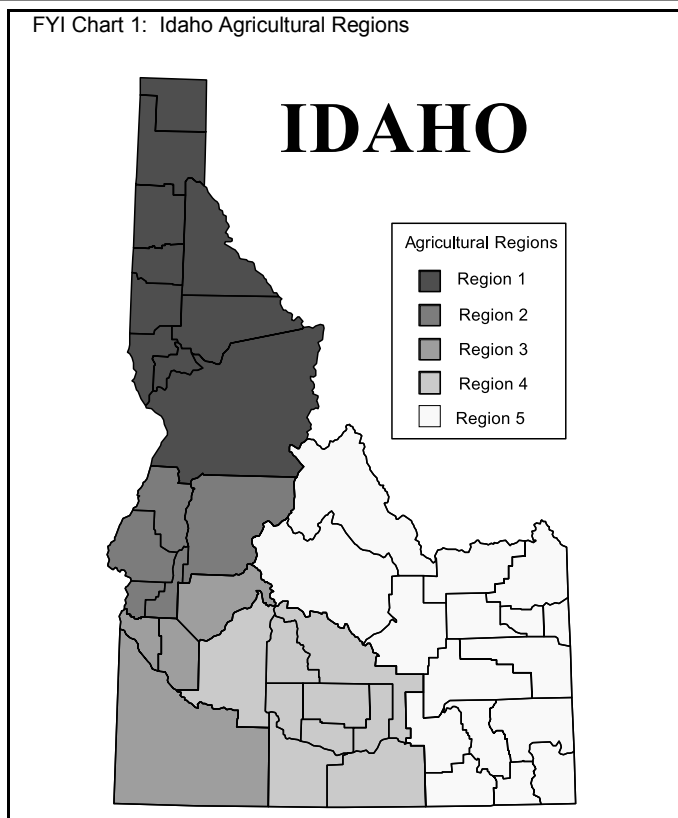 FYI Chart 1: Idaho Agricultural Regions
IDAHO
Agricultural Regions
Region 1
Region 2
Region 3
Region 4
Region 5